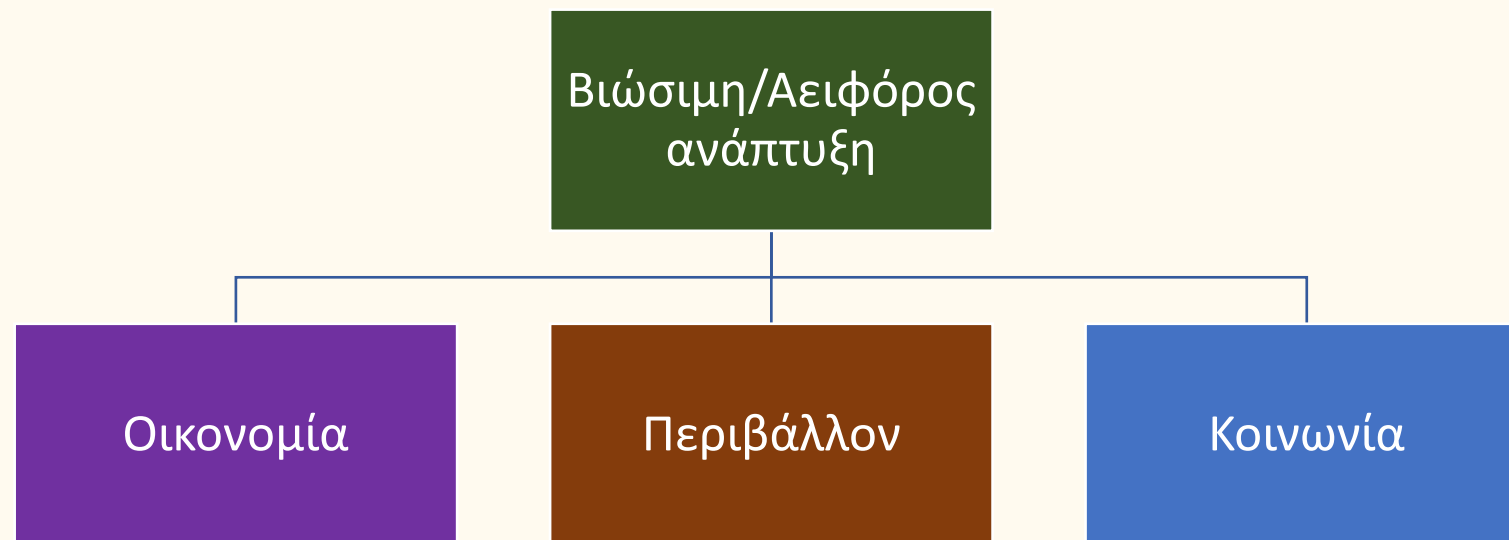 Βιώσιμη/Αειφόρος
ανάπτυξη
Οικονομία
Περιβάλλον
Κοινωνία